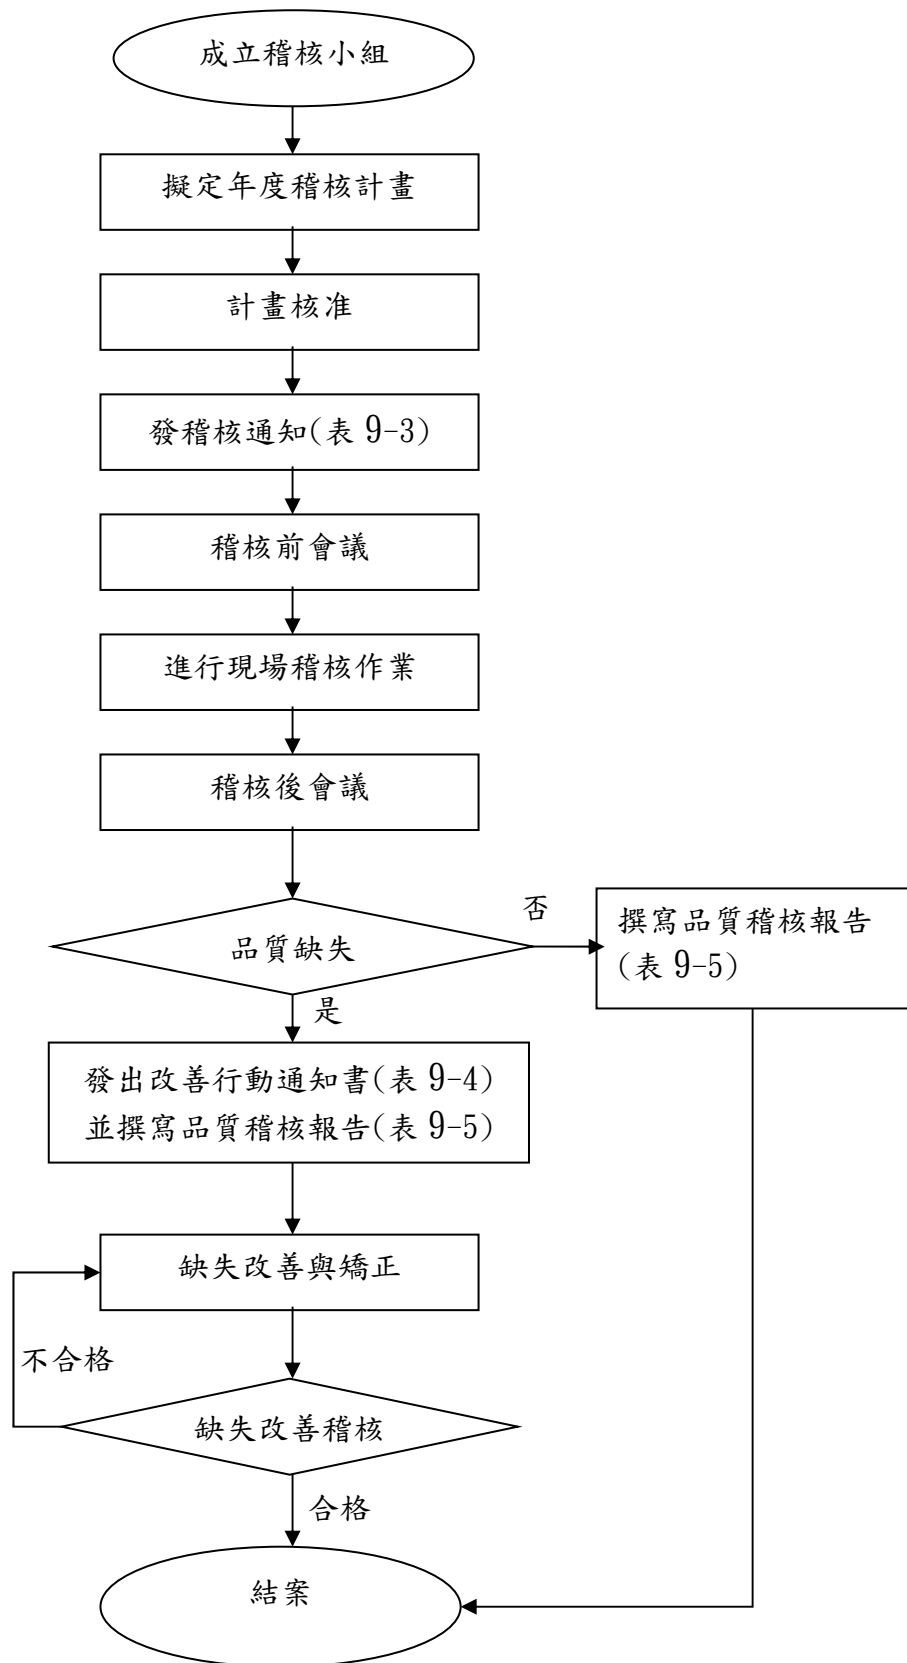 成立稽核小組
擬定年度稽核計畫
計畫核准
發稽核通知(表 9-3)
稽核前會議
進行現場稽核作業
稽核後會議
品質缺失
否
撰寫品質稽核報告
(表 9-5)
是
發出改善行動通知書(表 9-4)
並撰寫品質稽核報告(表 9-5)
缺失改善與矯正
不合格
缺失改善稽核
合格
結案